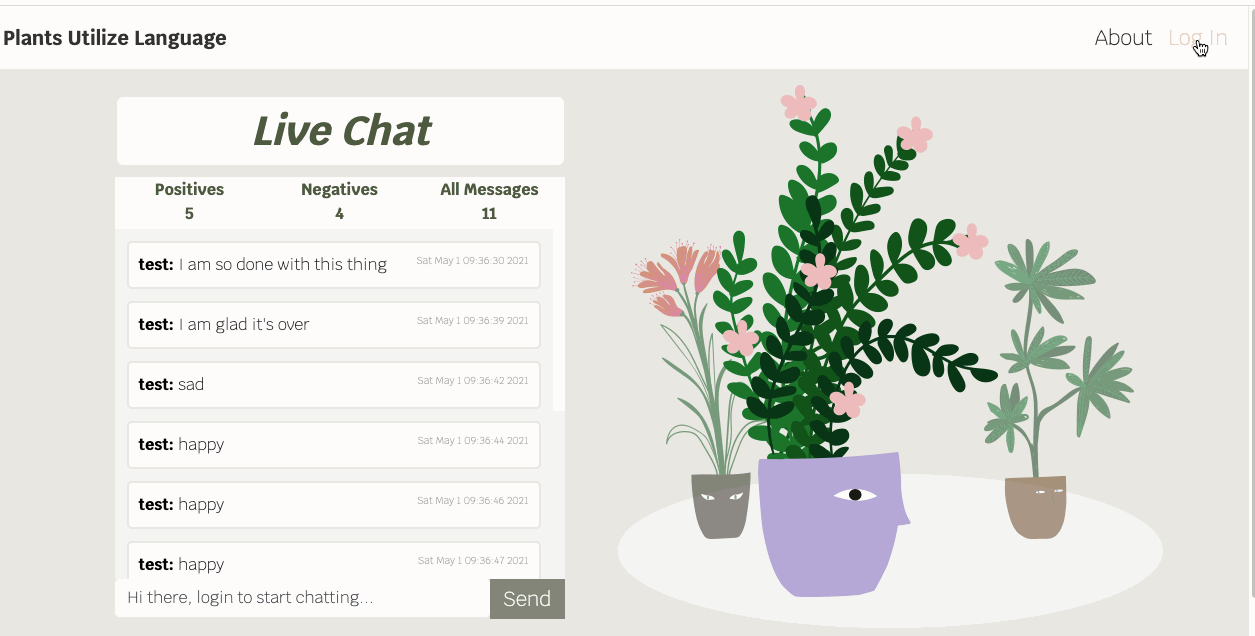 Plants Utilize Language
About Log In
Live Chat
Positives Negatives All Messages
5 4 11
test: I am so done with this thing Sat May 1 09:36:30 2021
test: I am glad it's over Sat May 1 09:36:39 2021
test: sad Sat May 1 09:36:42 2021
test: happy Sat May 1 09:36:44 2021
test: happy Sat May 1 09:36:46 2021
test: happy Sat May 1 09:36:47 2021
Hi there, login to start chatting... Send